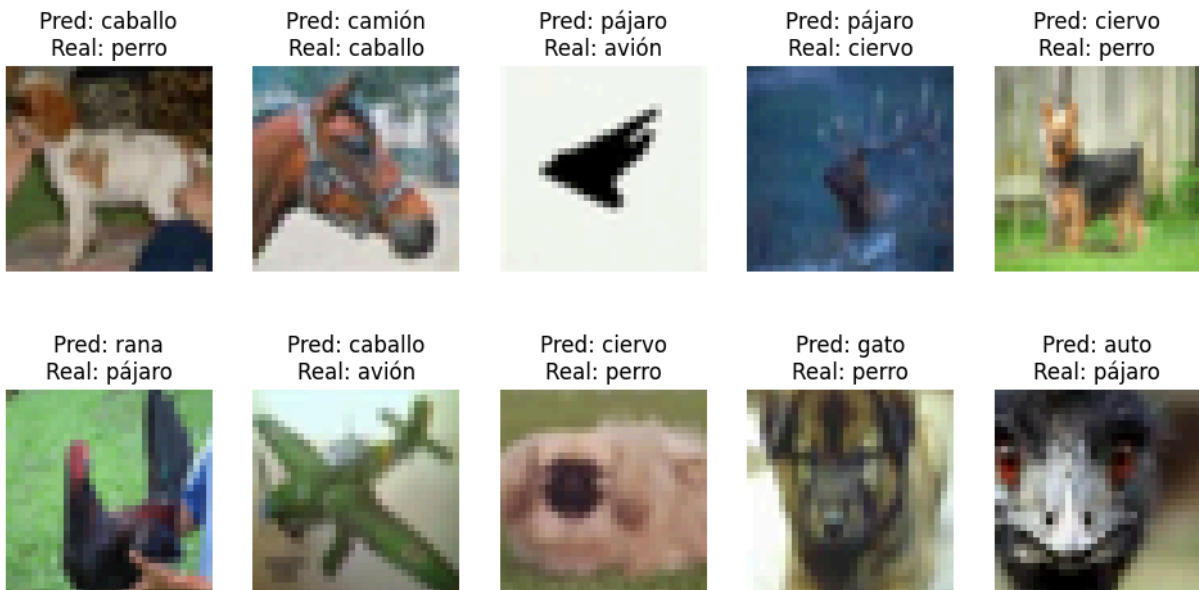 Pred: caballo
Real: perro
Pred: camión
Real: caballo
Pred: pájaro
Real: avión
Pred: pájaro
Real: ciervo
Pred: ciervo
Real: perro
Pred: rana
Real: pájaro
Pred: caballo
Real: avión
Pred: ciervo
Real: perro
Pred: gato
Real: perro
Pred: auto
Real: pájaro